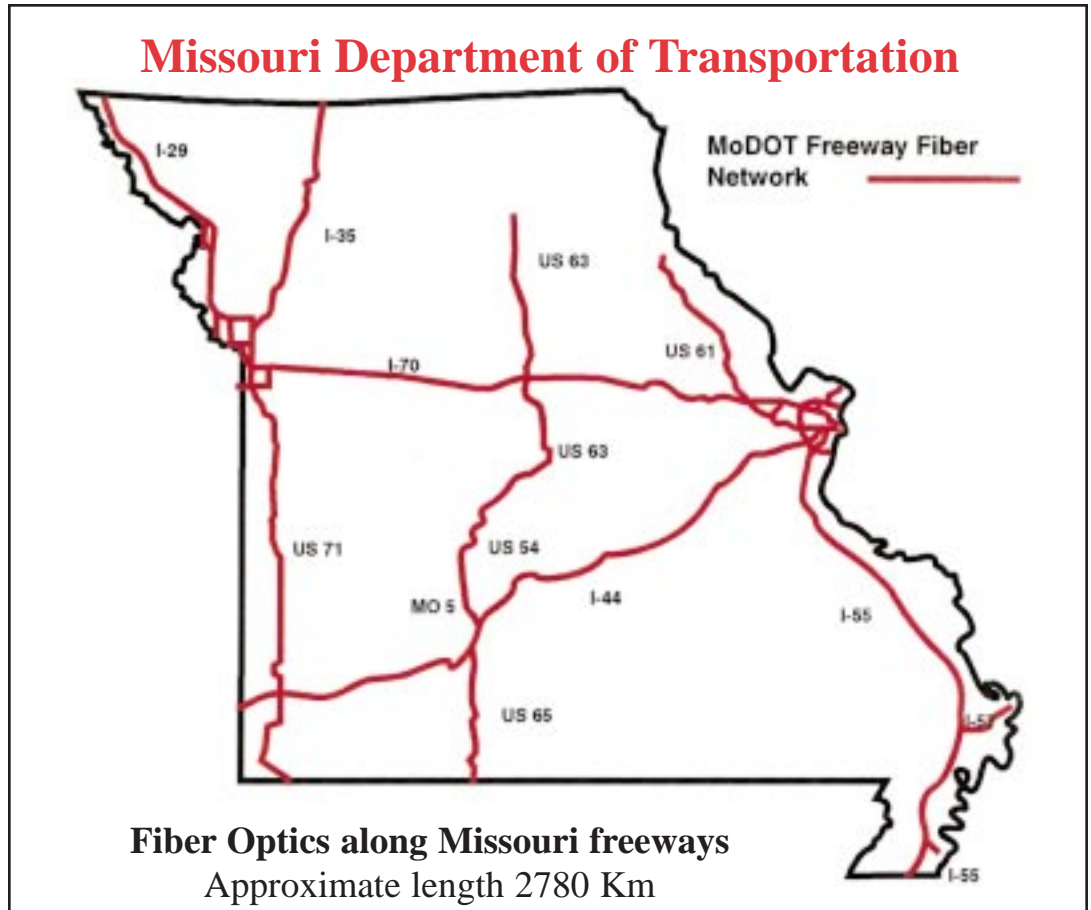 Missouri Department of Transportation
MoDOT Freeway Fiber
Network
I-29
I-35
US 63
US 61
I-70
US 63
US 71
US 54
MO 5
I-44
I-55
US 65
I-57
Fiber Optics along Missouri freeways
Approximate length 2780 Km
I-55